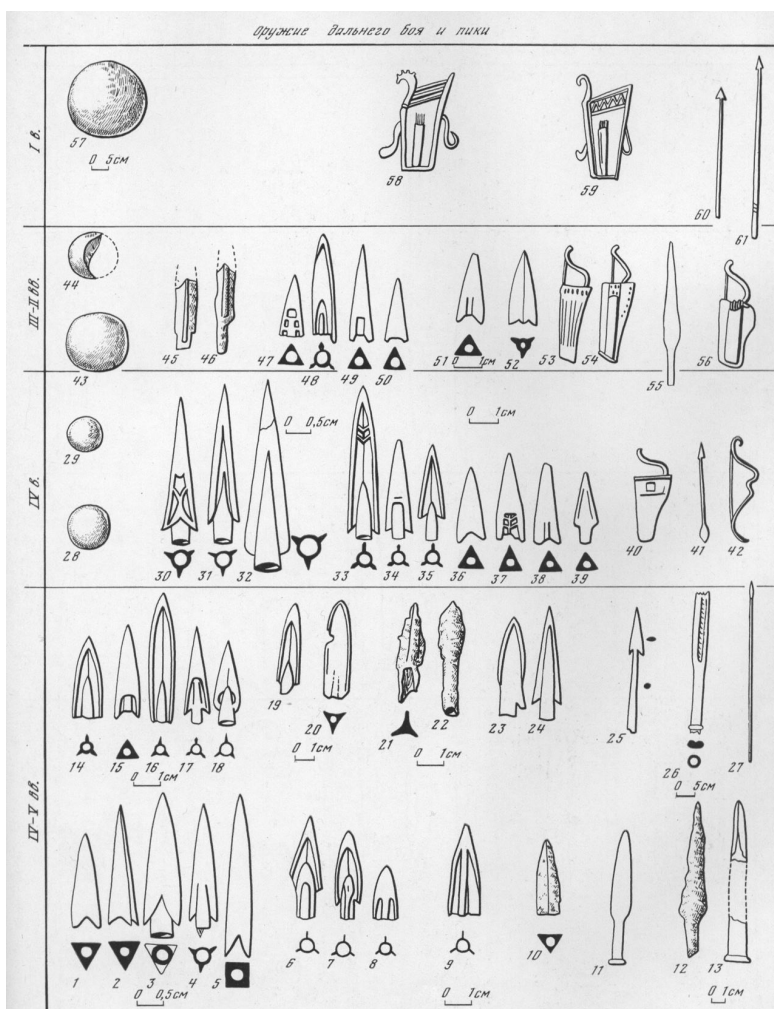 Оружие дальнего боя и пики
I в.
57
0 5см
58
59
60
61
III-II вв.
44
43
45 46
47 48 49 50
51 52 53 54
0 1см
55
56
IV в.
29
28
0 0,5см
0 1см
30 31 32
33 34 35 36 37 38 39
40 41 42
IV-V вв.
14 15 16 17 18
0 1см
19
20
0 1см
21 22
0 1см
23 24
25
26
0 5см
27
1 2 3 4 5
0 0,5см
6 7 8
9
0 1см
10
11
12 13
0 1см